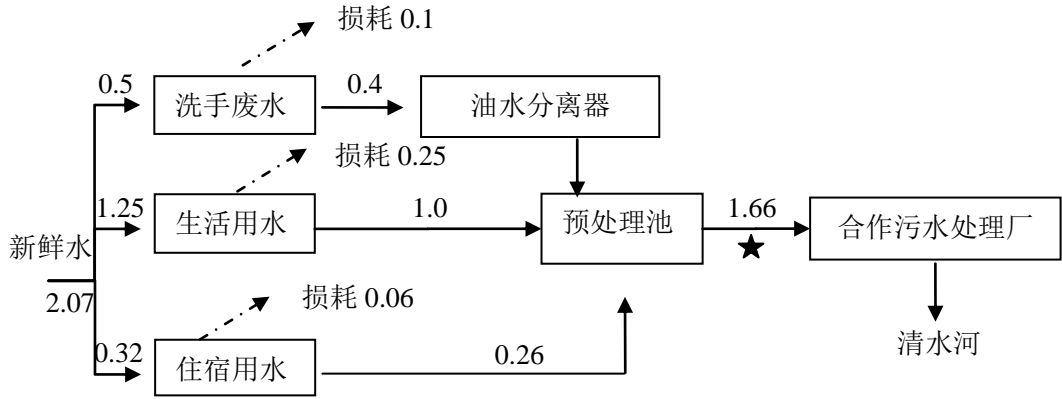 损耗 0.1
0.5
洗手废水
0.4
油水分离器
损耗 0.25
1.25
生活用水
1.0
预处理池
1.66
★
合作污水处理厂
新鲜水
2.07
损耗 0.06
0.32
住宿用水
0.26
清水河